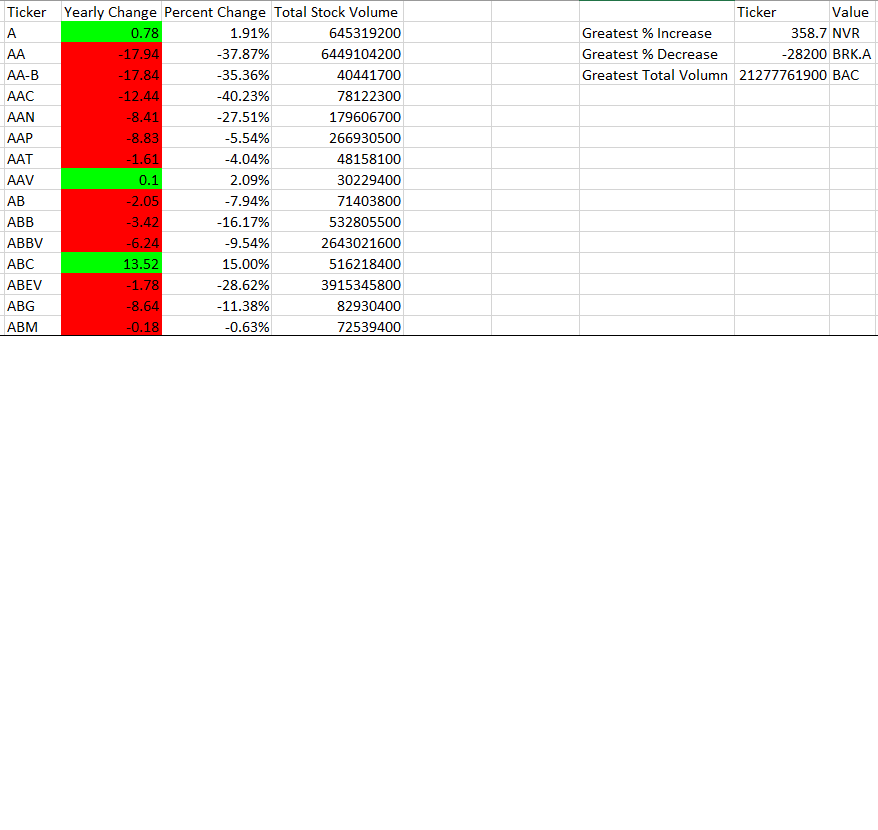 Ticker Yearly Change Percent Change Total Stock Volume Ticker Value
A 0.78 1.91% 645319200 Greatest % Increase 358.7 NVR
AA -17.94 -37.87% 6449104200 Greatest % Decrease -28200 BRK.A
AA-B -17.84 -35.36% 40441700 Greatest Total Volumn 21277761900 BAC
AAC -12.44 -40.23% 78122300
AAN -8.41 -27.51% 179606700
AAP -8.83 -5.54% 266930500
AAT -1.61 -4.04% 48158100
AAV 0.1 2.09% 30229400
AB -2.05 -7.94% 71403800
ABB -3.42 -16.17% 532805500
ABBV -6.24 -9.54% 2643021600
ABC 13.52 15.00% 516218400
ABEV -1.78 -28.62% 3915345800
ABG -8.64 -11.38% 82930400
ABM -0.18 -0.63% 72539400